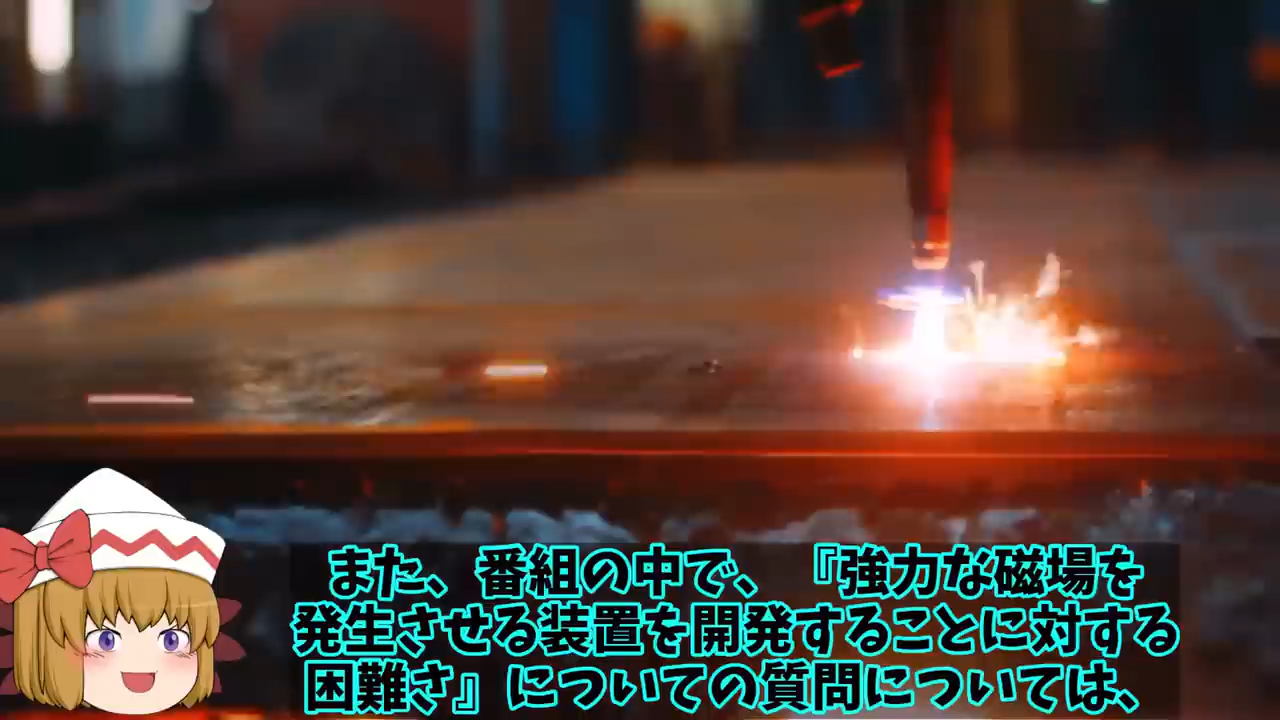 また、番組の中で、『強力な磁場を
発生させる装置を開発することに対する
困難さ』についての質問については、